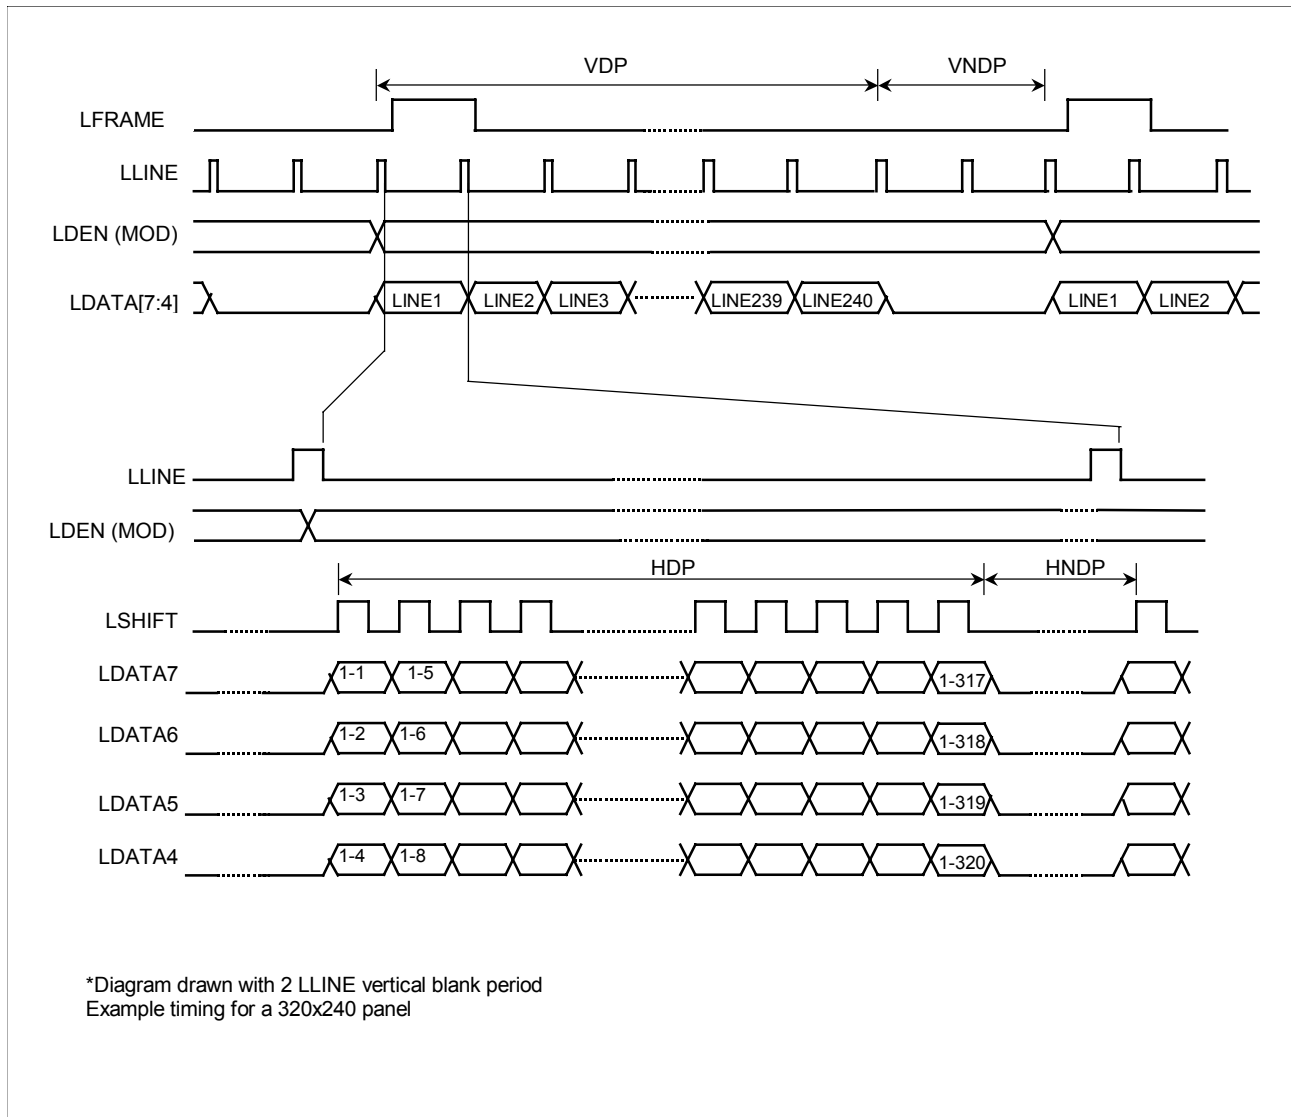 VDP VNDP
LFRAME
LLINE
LDEN (MOD)
LDATA[7:4] LINE1 LINE2 LINE3 LINE239 LINE240 LINE1 LINE2
LLINE
LDEN (MOD)
HDP HNDP
LSHIFT
LDATA7 1-1 1-5 1-317
LDATA6 1-2 1-6 1-318
LDATA5 1-3 1-7 1-319
LDATA4 1-4 1-8 1-320
*Diagram drawn with 2 LLINE vertical blank period
Example timing for a 320x240 panel